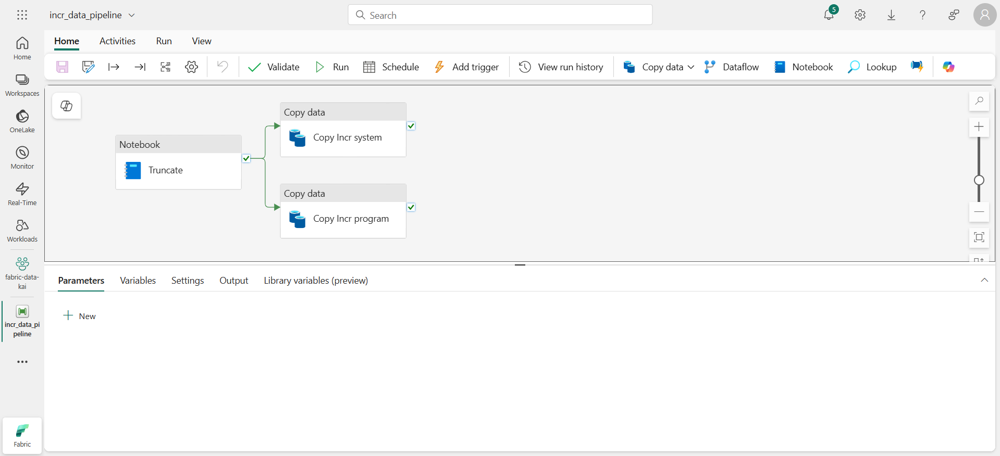 incr_data_pipeline
Search
5
Home
Activities
Run
View
Validate
Run
Schedule
Add trigger
View run history
Copy data
Dataflow
Notebook
Lookup
Home
Workspaces
OneLake
Monitor
Real-Time
Workloads
fabric-data-
kai
incr_data_pi
peline
Fabric
Notebook
Truncate
Copy data
Copy Incr system
Copy data
Copy Incr program
Parameters
Variables
Settings
Output
Library variables (preview)
New